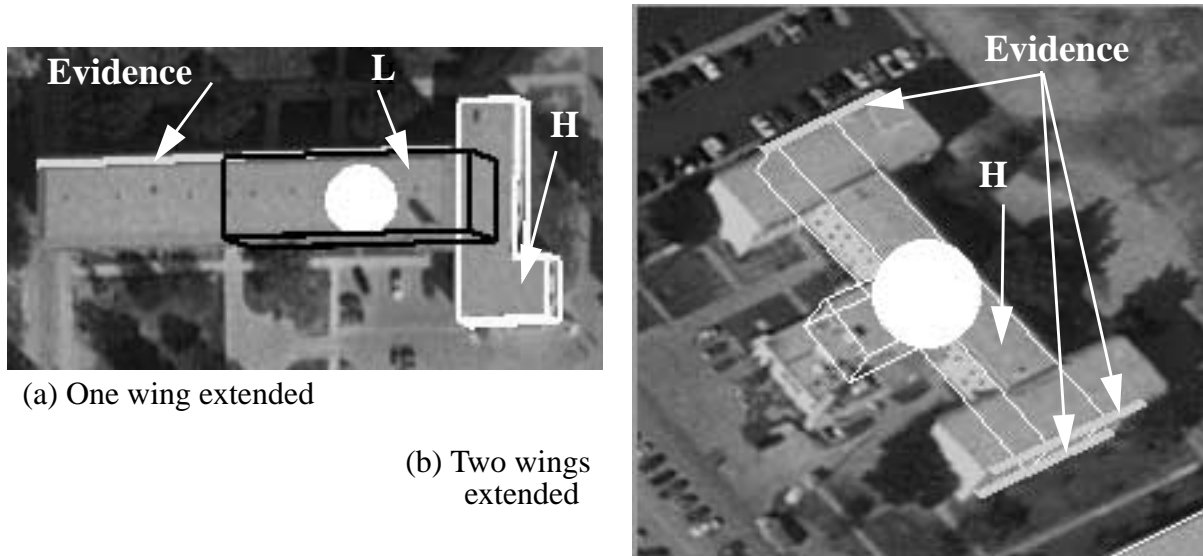 Evidence
L
H
(a) One wing extended
Evidence
H
(b) Two wings
extended